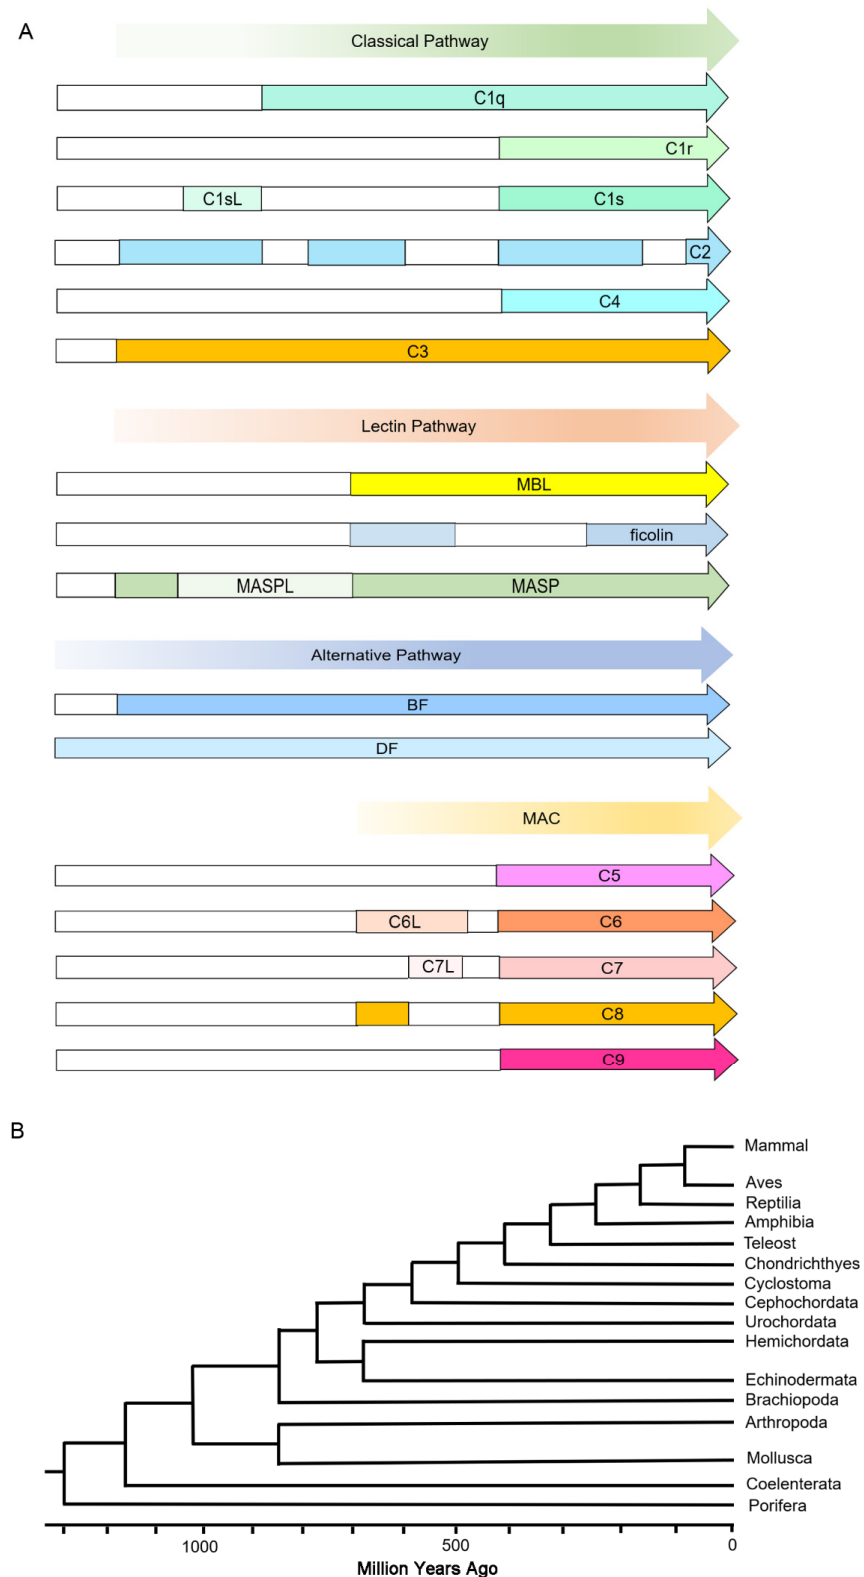 A
Classical Pathway
C1q
C1r
C1sL C1s
C2
C4
C3
Lectin Pathway
MBL
ficolin
MASPL MASP
Alternative Pathway
BF
DF
MAC
C5
C6L C6
C7L C7
C8
C9
B
Mammal
Aves
Reptilia
Amphibia
Teleost
Chondrichthyes
Cyclostoma
Cephochordata
Urochordata
Hemichordata
Echinodermata
Brachiopoda
Arthropoda
Mollusca
Coelenterata
Porifera
1000 500 0
Million Years Ago